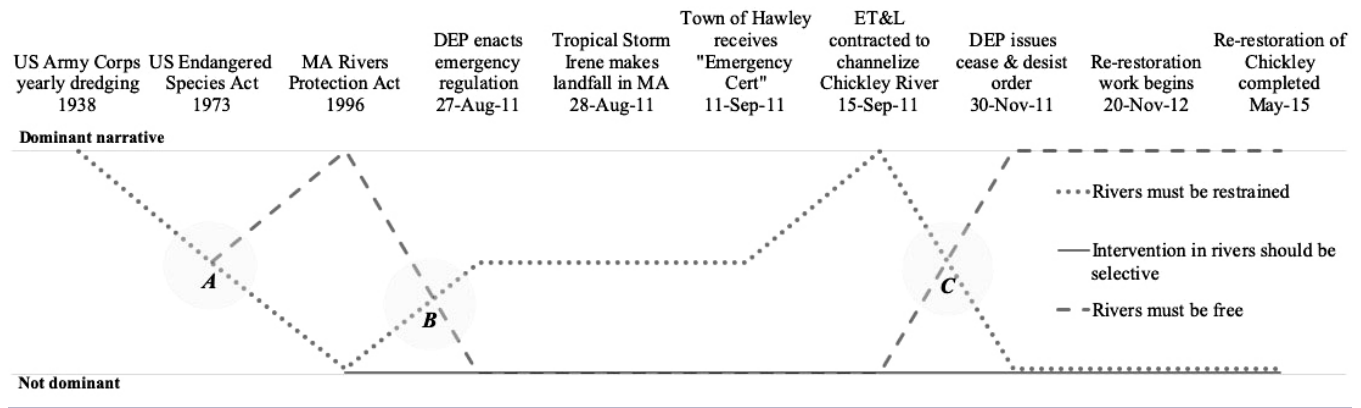 US Army Corps
yearly dredging
1938
US Endangered
Species Act
1973
MA Rivers
Protection Act
1996
DEP enacts
emergency
regulation
27-Aug-11
Tropical Storm
Irene makes
landfall in MA
28-Aug-11
Town of Hawley
receives
"Emergency
Cert"
11-Sep-11
ET&L
contracted to
channelize
Chickley River
15-Sep-11
DEP issues
cease & desist
order
30-Nov-11
Re-restoration
work begins
20-Nov-12
Re-restoration of
Chickley
completed
May-15
Dominant narrative
Rivers must be restrained
Intervention in rivers should be
selective
Rivers must be free
A
B
C
Not dominant